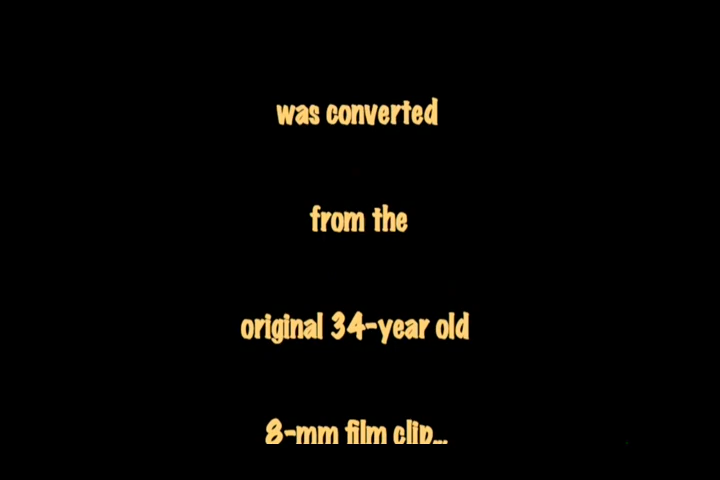 was converted
from the
original 34-year old
8-mm film clip...